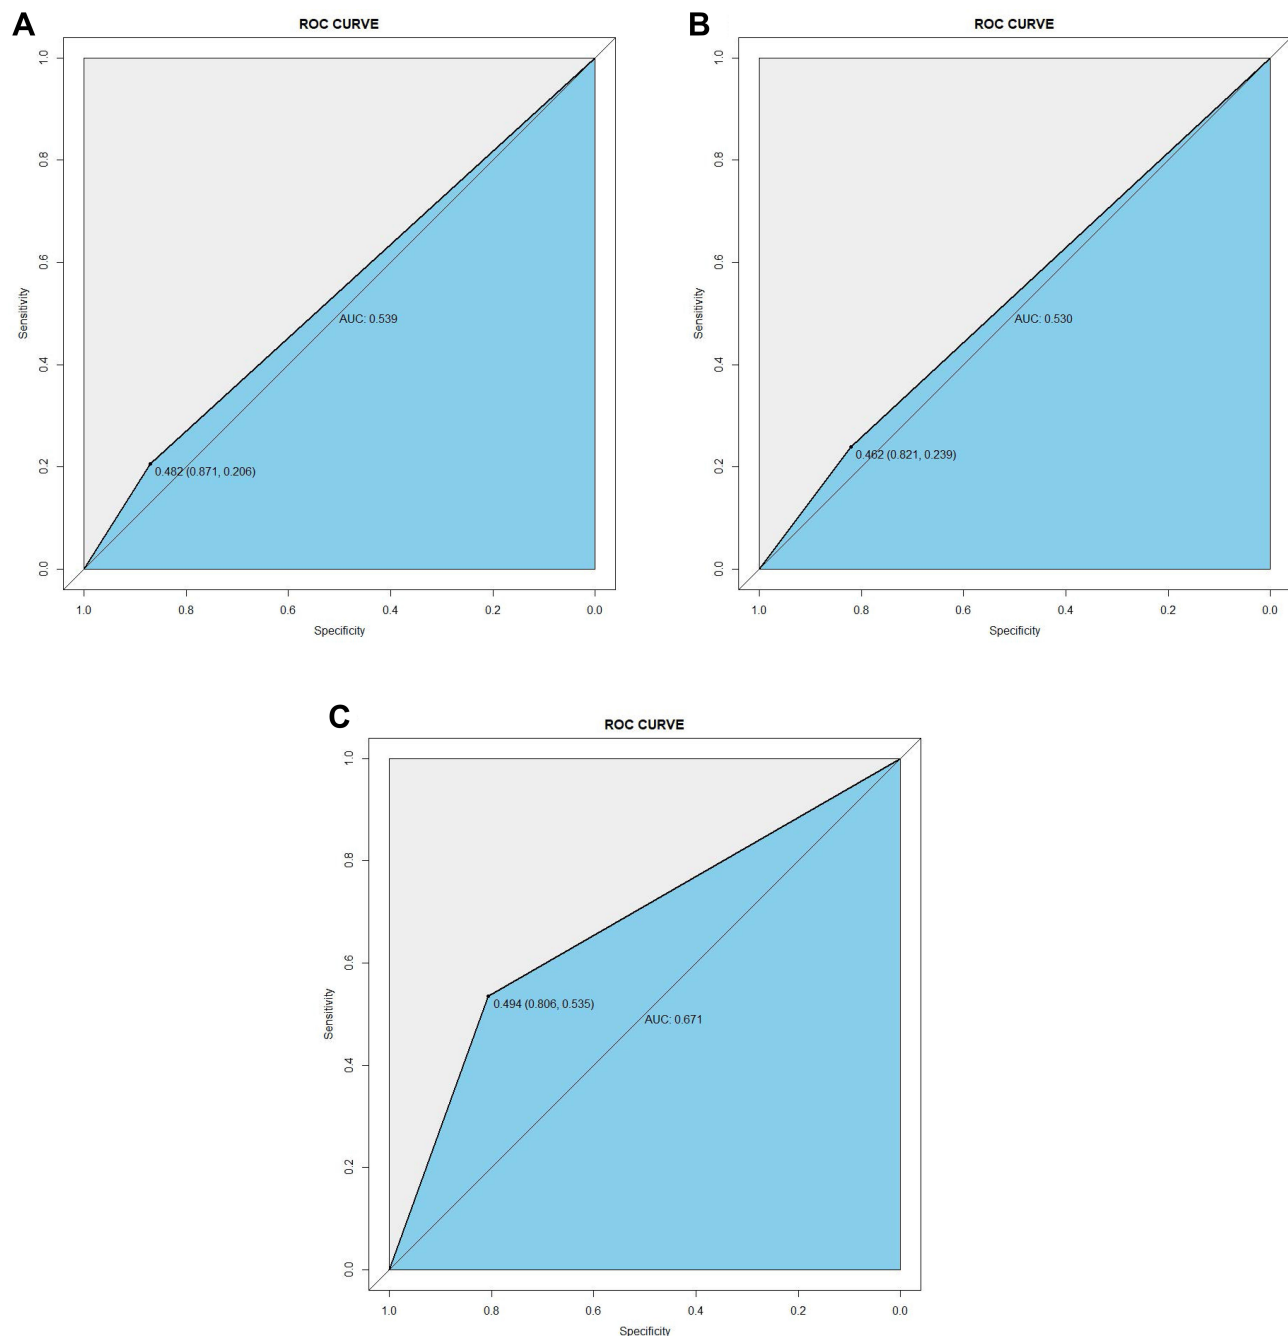 A
ROC CURVE
1.0
0.8
0.6
0.4
0.2
0.0
Sensitivity
AUC: 0.539
0.482 (0.871, 0.206)
1.0 0.8 0.6 0.4 0.2 0.0
Specificity
B
ROC CURVE
1.0
0.8
0.6
0.4
0.2
0.0
Sensitivity
AUC: 0.530
0.462 (0.821, 0.239)
1.0 0.8 0.6 0.4 0.2 0.0
Specificity
C
ROC CURVE
1.0
0.8
0.6
0.4
0.2
0.0
Sensitivity
0.494 (0.806, 0.535)
AUC: 0.671
1.0 0.8 0.6 0.4 0.2 0.0
Specificity